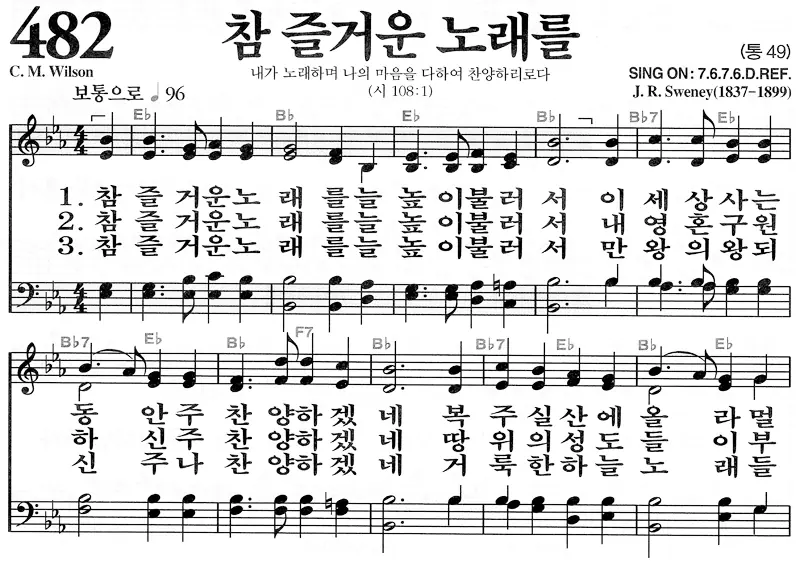 482
참 즐거운 노래를
(통 49)
C. M. Wilson
내가 노래하며 나의 마음을 다하여 찬양하리로다
(시 108:1)
SING ON : 7.6.7.6.D.REF.
보통으로 ♩ 96
J. R. Sweney(1837-1899)
E♭ B♭ E♭ B♭ B♭7 E♭
4 4
1. 참 즐 거운노 래 를늘 높 이불러 서 이 세 상사는
2. 참 즐 거운노 래 를늘 높 이불러 서 내 영 혼구원
3. 참 즐 거운노 래 를늘 높 이불러 서 만 왕 의왕되
4 4
B♭7 E♭ B♭ F7 B♭ B♭7 E♭ B♭ E♭
동 안주 찬 양하겠 네 복 주 실산에 올 라멀
하 신주 찬 양하겠 네 땅 위 의성도 들 이부
신 주나 찬 양하겠 네 거 룩 한하늘 노 래들